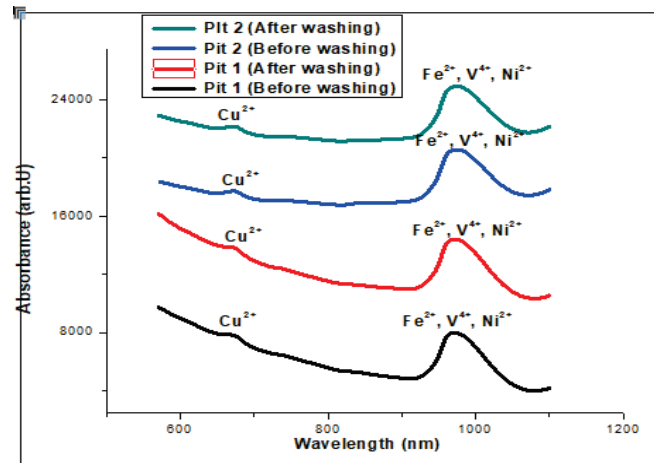 PIt 2 (After washing)
Pit 2 (Before washing)
Pit 1 (After washing)
Pit 1 (Before washing)
Fe²⁺, V⁴⁺, Ni²⁺
24000
Cu²⁺
Fe²⁺, V⁴⁺, Ni²⁺
Cu²⁺
16000
Cu²⁺
Fe²⁺, V⁴⁺, Ni²⁺
8000
Cu²⁺
Fe²⁺, V⁴⁺, Ni²⁺
Absorbance (arb.U)
600
800
1000
1200
Wavelength (nm)